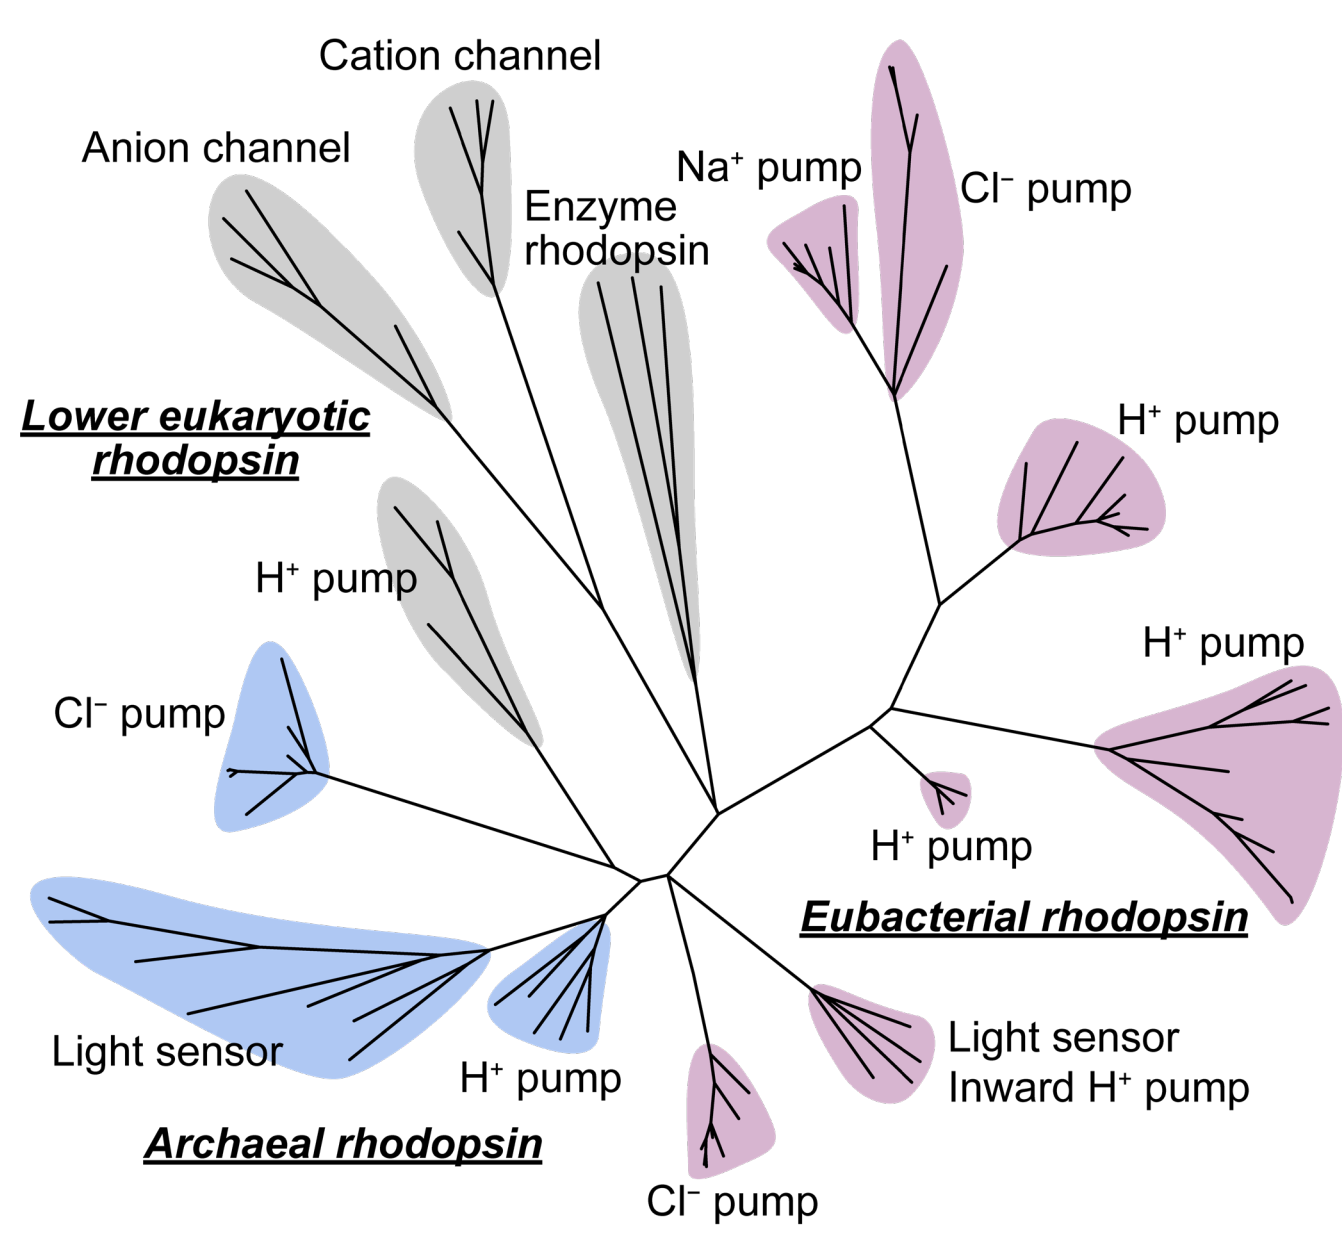 Cation channel
Anion channel
Na⁺ pump
Cl⁻ pump
Enzyme
rhodopsin
Lower eukaryotic
rhodopsin
H⁺ pump
H⁺ pump
H⁺ pump
Cl⁻ pump
H⁺ pump
Eubacterial rhodopsin
Light sensor
H⁺ pump
Light sensor
Inward H⁺ pump
Archaeal rhodopsin
Cl⁻ pump